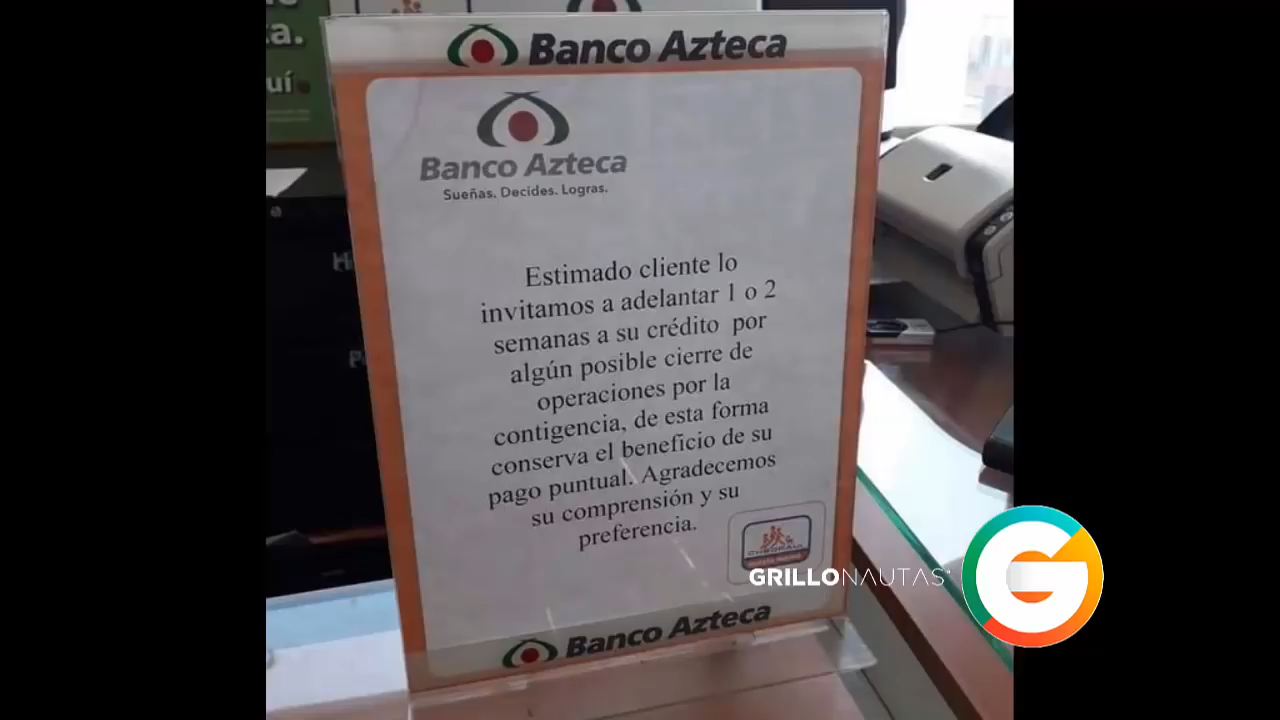 a.
uí.
Banco Azteca
Banco Azteca
Sueñas. Decides. Logras.
Estimado cliente lo
invitamos a adelantar 1 o 2
semanas a su crédito por
algún posible cierre de
operaciones por la
contigencia, de esta forma
conserva el beneficio de su
pago puntual. Agradecemos
su comprensión y su
preferencia.
GRILLONAUTAS
G
Banco Azteca